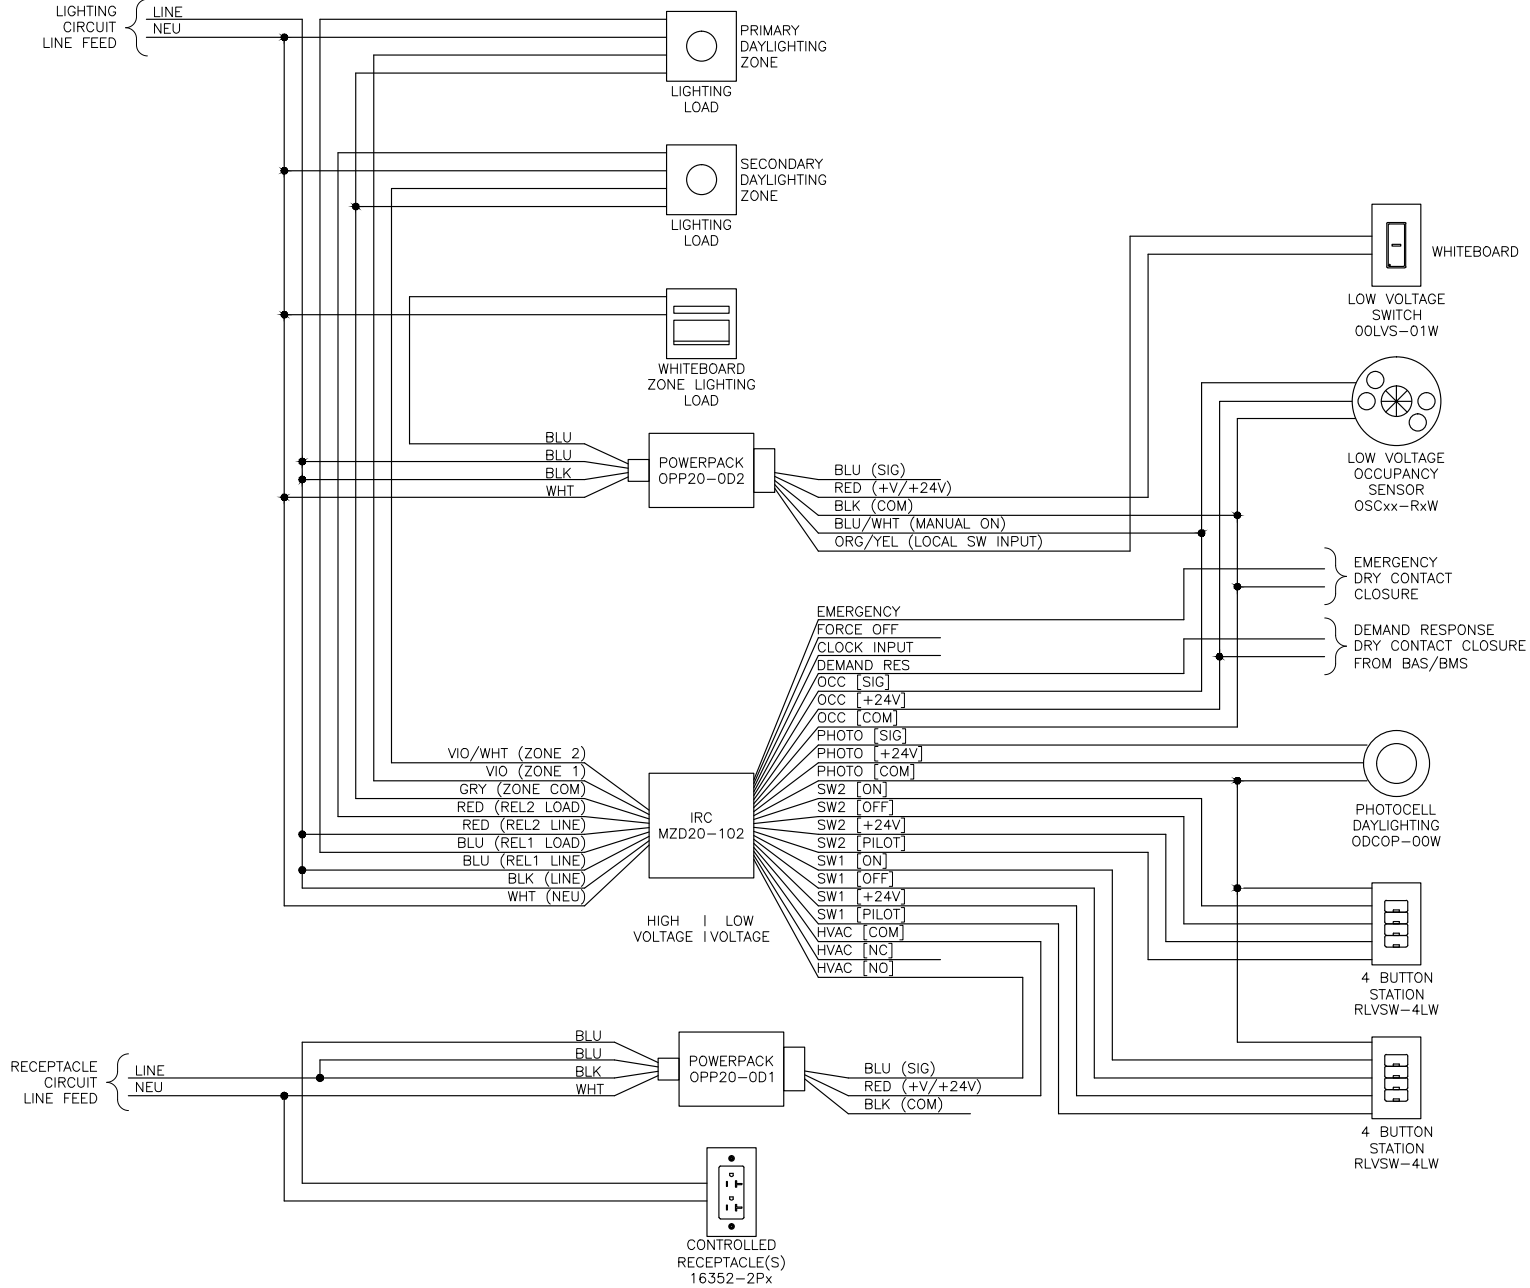 LIGHTING
CIRCUIT
LINE FEED
LINE
NEU
PRIMARY
DAYLIGHTING
ZONE
LIGHTING
LOAD
SECONDARY
DAYLIGHTING
ZONE
LIGHTING
LOAD
WHITEBOARD
LOW VOLTAGE
SWITCH
OOLVS-01W
WHITEBOARD
ZONE LIGHTING
LOAD
BLU
BLU
BLK
WHT
POWERPACK
OPP20-0D2
BLU (SIG)
RED (+V/+24V)
BLK (COM)
BLU/WHT (MANUAL ON)
ORG/YEL (LOCAL SW INPUT)
LOW VOLTAGE
OCCUPANCY
SENSOR
OSCxx-RxW
EMERGENCY
DRY CONTACT
CLOSURE
DEMAND RESPONSE
DRY CONTACT CLOSURE
FROM BAS/BMS
EMERGENCY
FORCE OFF
CLOCK INPUT
DEMAND RES
OCC [SIG]
OCC [+24V]
OCC [COM]
PHOTO [SIG]
PHOTO [+24V]
PHOTO [COM]
SW2 [ON]
SW2 [OFF]
SW2 [+24V]
SW2 [PILOT]
SW1 [ON]
SW1 [OFF]
SW1 [+24V]
SW1 [PILOT]
HVAC [COM]
HVAC [NC]
HVAC [NO]
VIO/WHT (ZONE 2)
VIO (ZONE 1)
GRY (ZONE COM)
RED (REL2 LOAD)
RED (REL2 LINE)
BLU (REL1 LOAD)
BLU (REL1 LINE)
BLK (LINE)
WHT (NEU)
IRC
MZD20-102
HIGH | LOW
VOLTAGE | VOLTAGE
PHOTOCELL
DAYLIGHTING
ODCOP-00W
4 BUTTON
STATION
RLVSW-4LW
4 BUTTON
STATION
RLVSW-4LW
RECEPTACLE
CIRCUIT
LINE FEED
LINE
NEU
BLU
BLU
BLK
WHT
POWERPACK
OPP20-0D1
BLU (SIG)
RED (+V/+24V)
BLK (COM)
CONTROLLED
RECEPTACLE(S)
16352-2Px